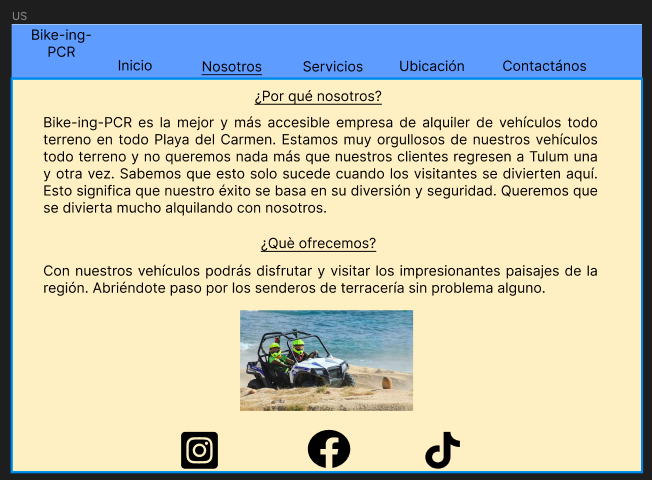 US
Bike-ing-
PCR
Inicio Nosotros Servicios Ubicación Contactános
¿Por qué nosotros?
Bike-ing-PCR es la mejor y más accesible empresa de alquiler de vehículos todo
terreno en todo Playa del Carmen. Estamos muy orgullosos de nuestros vehículos
todo terreno y no queremos nada más que nuestros clientes regresen a Tulum una
y otra vez. Sabemos que esto solo sucede cuando los visitantes se divierten aquí.
Esto significa que nuestro éxito se basa en su diversión y seguridad. Queremos que
se divierta mucho alquilando con nosotros.
¿Què ofrecemos?
Con nuestros vehículos podrás disfrutar y visitar los impresionantes paisajes de la
región. Abriéndote paso por los senderos de terracería sin problema alguno.